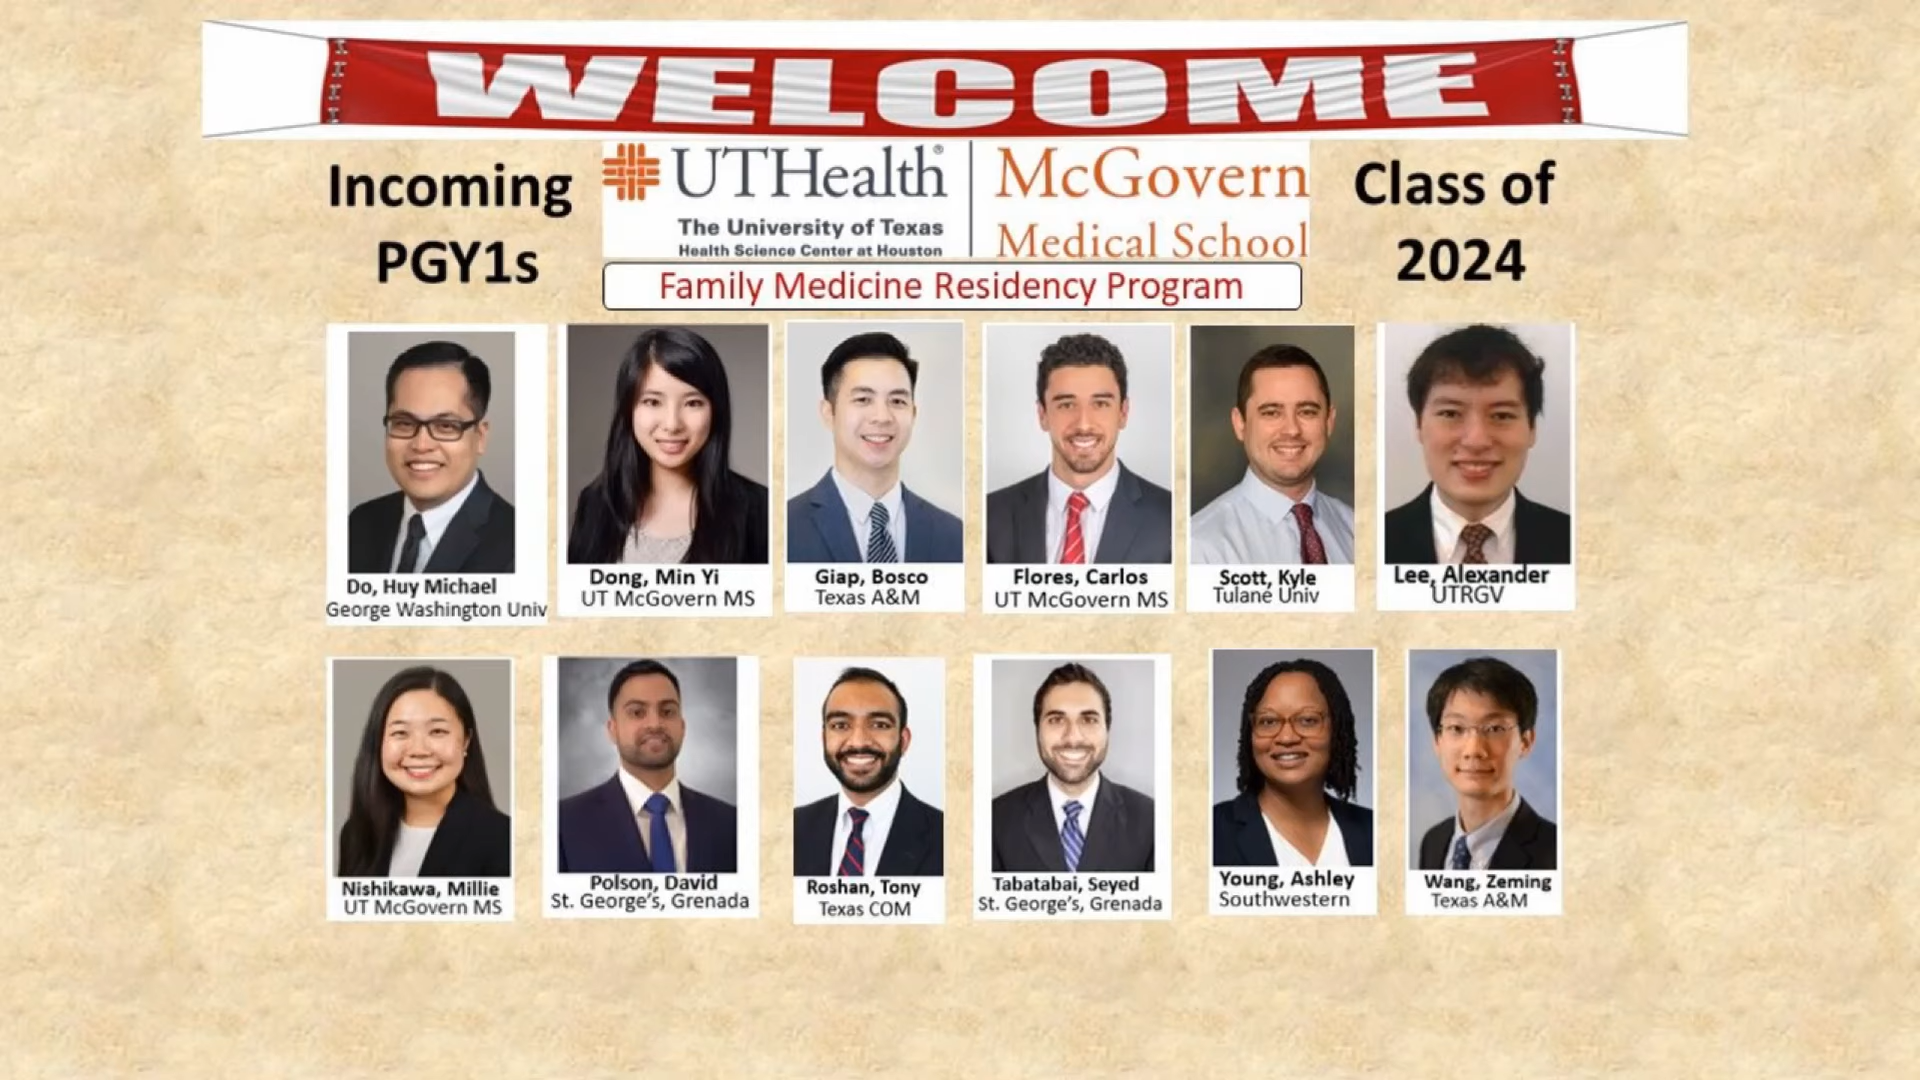 WELCOME
Incoming
PGY1s
UTHealth®
The University of Texas
Health Science Center at Houston
McGovern
Medical School
Class of
2024
Family Medicine Residency Program
Do, Huy Michael
George Washington Univ
Dong, Min Yi
UT McGovern MS
Giap, Bosco
Texas A&M
Flores, Carlos
UT McGovern MS
Scott, Kyle
Tulane Univ
Lee, Alexander
UTRGV
Nishikawa, Millie
UT McGovern MS
Polson, David
St. George's, Grenada
Roshan, Tony
Texas COM
Tabatabai, Seyed
St. George's, Grenada
Young, Ashley
Southwestern
Wang, Zeming
Texas A&M